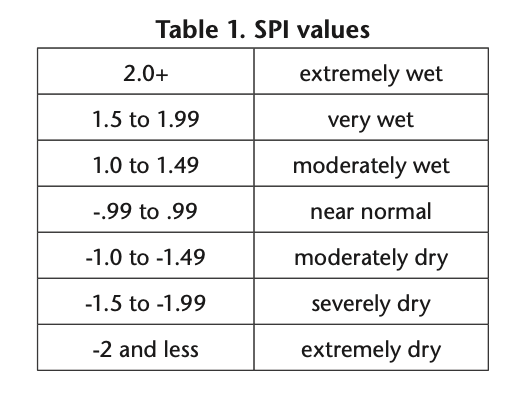 Table 1. SPI values
2.0+ extremely wet
1.5 to 1.99 very wet
1.0 to 1.49 moderately wet
-.99 to .99 near normal
-1.0 to -1.49 moderately dry
-1.5 to -1.99 severely dry
-2 and less extremely dry